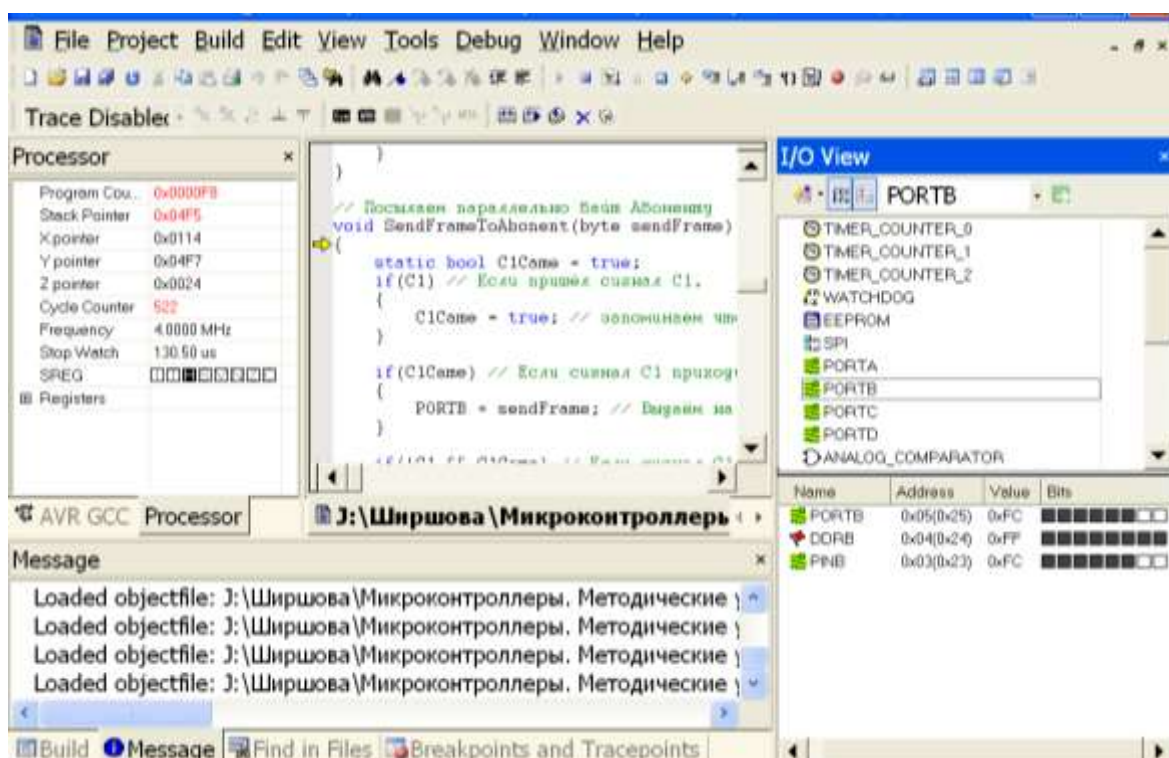 File Project Build Edit View Tools Debug Window Help
Trace Disablec
Processor
Program Cou... 0x0000FB
Stack Pointer 0x04F5
X pointer 0x0114
Y pointer 0x04F7
Z pointer 0x0024
Cycle Counter 522
Frequency 4.0000 MHz
Stop Watch 130.50 us
SREG
Registers
AVR GCC Processor
}
}
// Посылаем параллельно байт Абоненту
void SendFrameToAbonent(byte sendFrame)
{
static bool C1Came = true;
if(C1) // Если пришёл сигнал C1,
{
C1Came = true; // запоминаем что
}
if(C1Came) // Если сигнал C1 приход
{
PORTB = sendFrame; // Выдаём на
}
J:\Ширшова\Микроконтроллерь
I/O View
PORTB
TIMER_COUNTER_0
TIMER_COUNTER_1
TIMER_COUNTER_2
WATCHDOG
EEPROM
SPI
PORTA
PORTB
PORTC
PORTD
ANALOG_COMPARATOR
Name Address Value Bits
PORTB 0x05(0x25) 0xFC
DDRB 0x04(0x24) 0xFF
PINB 0x03(0x23) 0xFC
Message
Loaded objectfile: J:\Ширшова\Микроконтроллеры. Методические
Loaded objectfile: J:\Ширшова\Микроконтроллеры. Методические
Loaded objectfile: J:\Ширшова\Микроконтроллеры. Методические
Loaded objectfile: J:\Ширшова\Микроконтроллеры. Методические
Build Message Find in Files Breakpoints and Tracepoints